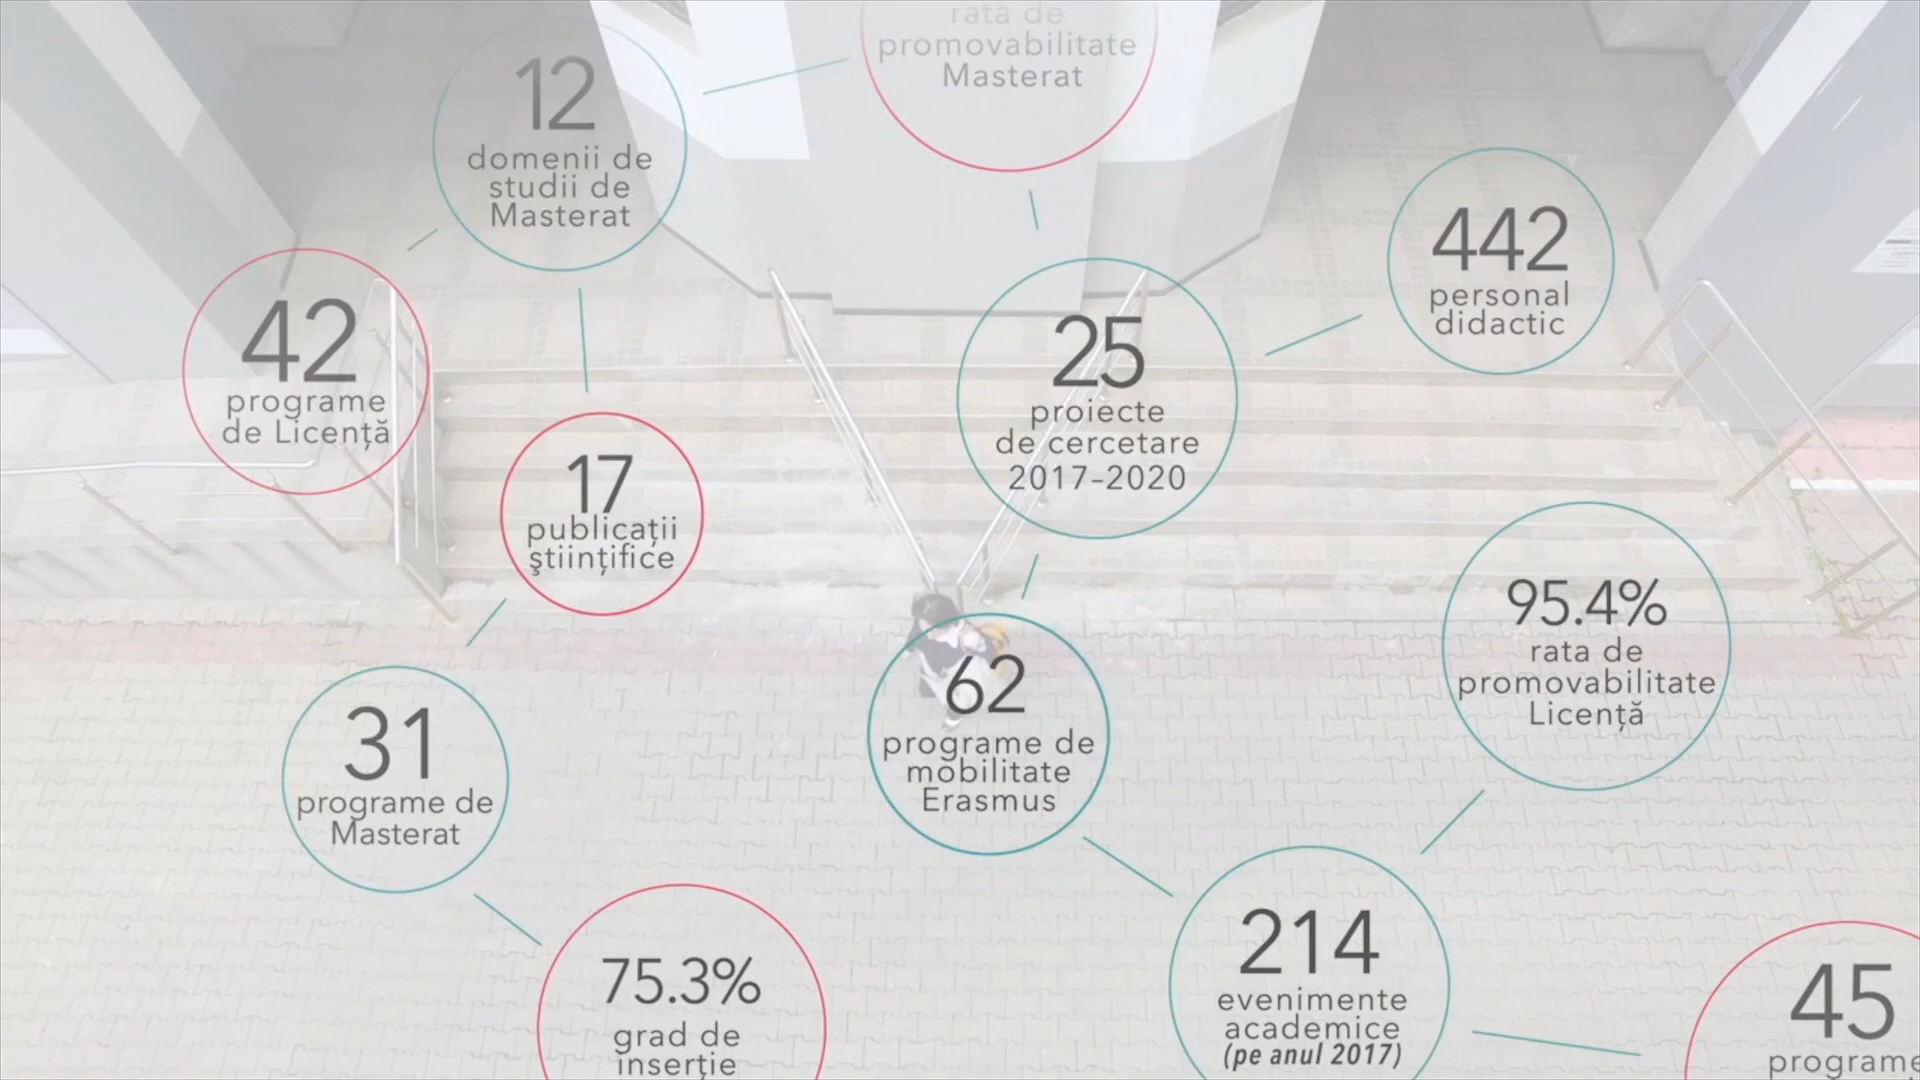 rata de
promovabilitate
Masterat
12
domenii de
studii de
Masterat
442
personal
didactic
42
programe
de Licență
25
proiecte
de cercetare
2017-2020
17
publicații
ştiințifice
95.4%
rata de
promovabilitate
Licență
62
programe de
mobilitate
Erasmus
31
programe de
Masterat
214
evenimente
academice
(pe anul 2017)
75.3%
grad de
inserție
45
programe